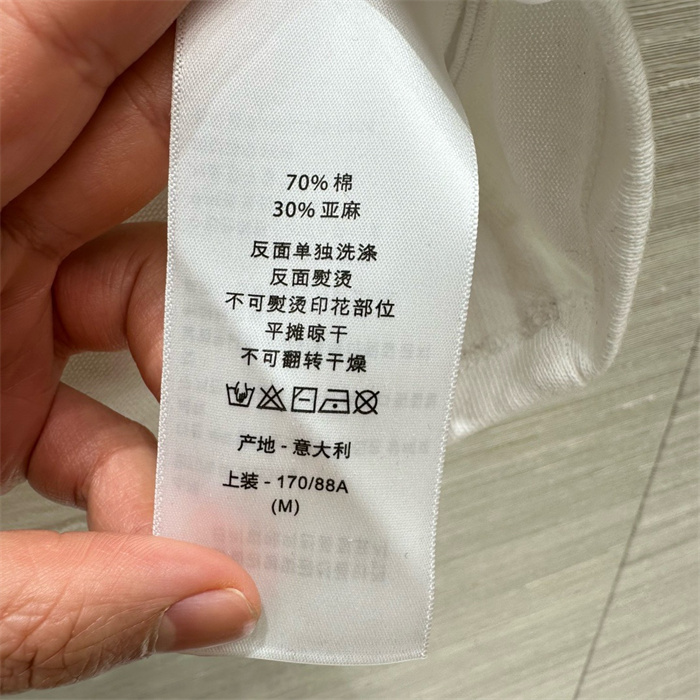 70% 棉
30% 亚麻
反面单独洗涤
反面熨烫
不可熨烫印花部位
平摊晾干
不可翻转干燥
产地 - 意大利
上装 - 170/88A
(M)